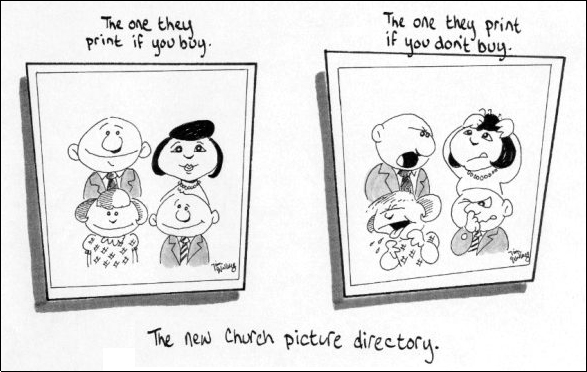 The one they
print if you buy.
The one they print
if you don't buy.
The new Church picture directory.